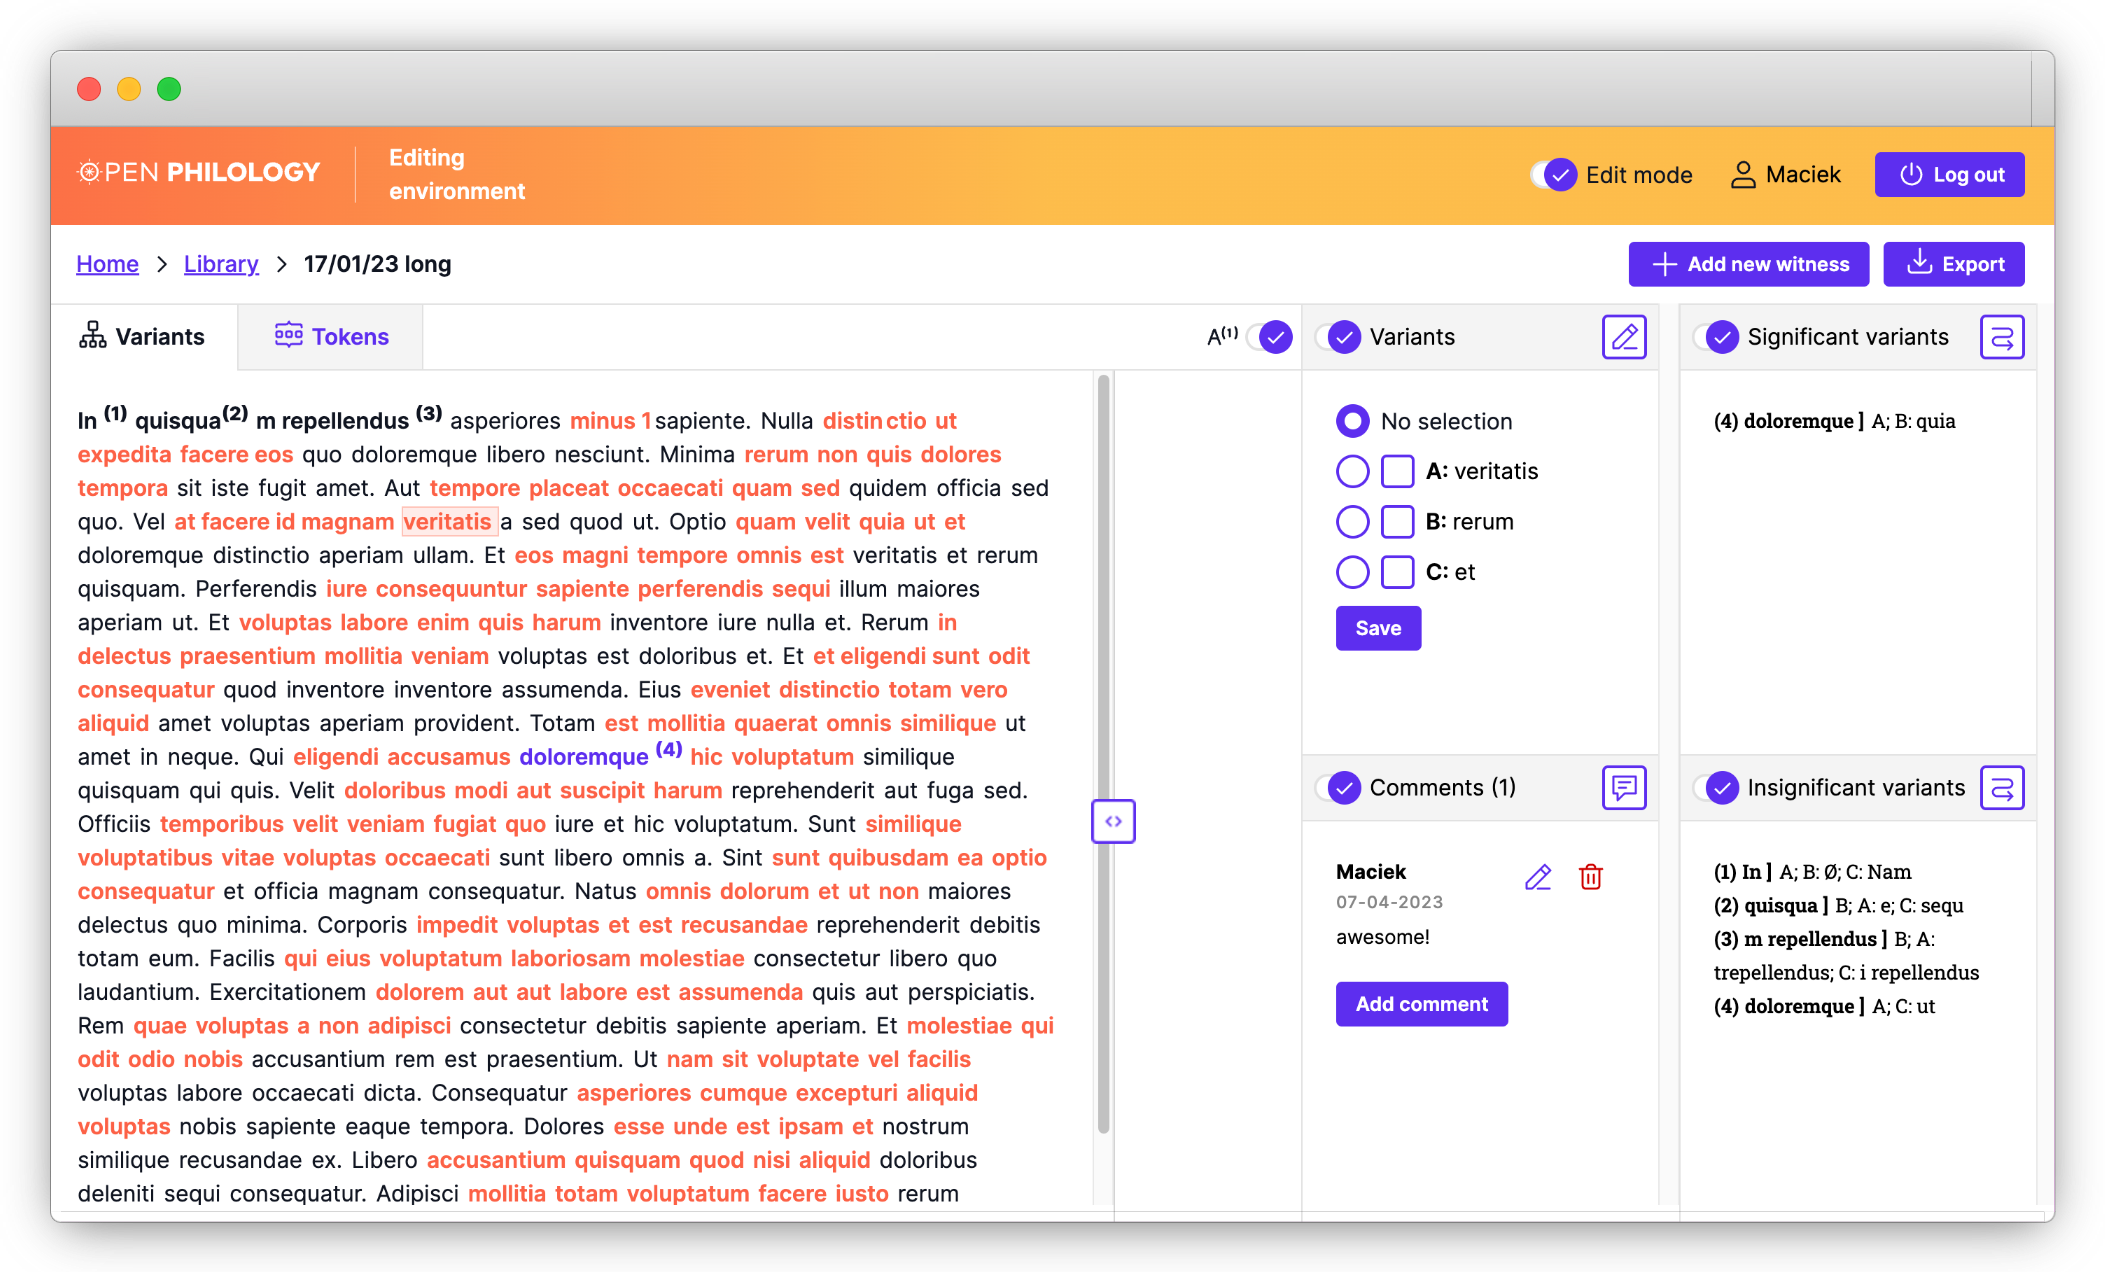 OPEN PHILOLOGY
Editing
environment
Edit mode
Maciek
Log out
Home > Library > 17/01/23 long
Add new witness
Export
Variants
Tokens
A(1)
In (1) quisqua(2) m repellendus (3) asperiores minus 1 sapiente. Nulla distinctio ut
expedita facere eos quo doloremque libero nesciunt. Minima rerum non quis dolores
tempora sit iste fugit amet. Aut tempore placeat occaecati quam sed quidem officia sed
quo. Vel at facere id magnam veritatis a sed quod ut. Optio quam velit quia ut et
doloremque distinctio aperiam ullam. Et eos magni tempore omnis est veritatis et rerum
quisquam. Perferendis iure consequuntur sapiente perferendis sequi illum maiores
aperiam ut. Et voluptas labore enim quis harum inventore iure nulla et. Rerum in
delectus praesentium mollitia veniam voluptas est doloribus et. Et et eligendi sunt odit
consequatur quod inventore inventore assumenda. Eius eveniet distinctio totam vero
aliquid amet voluptas aperiam provident. Totam est mollitia quaerat omnis similique ut
amet in neque. Qui eligendi accusamus doloremque (4) hic voluptatum similique
quisquam qui quis. Velit doloribus modi aut suscipit harum reprehenderit aut fuga sed.
Officiis temporibus velit veniam fugiat quo iure et hic voluptatum. Sunt similique
voluptatibus vitae voluptas occaecati sunt libero omnis a. Sint sunt quibusdam ea optio
consequatur et officia magnam consequatur. Natus omnis dolorum et ut non maiores
delectus quo minima. Corporis impedit voluptas et est recusandae reprehenderit debitis
totam eum. Facilis qui eius voluptatum laboriosam molestiae consectetur libero quo
laudantium. Exercitationem dolorem aut aut labore est assumenda quis aut perspiciatis.
Rem quae voluptas a non adipisci consectetur debitis sapiente aperiam. Et molestiae qui
odit odio nobis accusantium rem est praesentium. Ut nam sit voluptate vel facilis
voluptas labore occaecati dicta. Consequatur asperiores cumque excepturi aliquid
voluptas nobis sapiente eaque tempora. Dolores esse unde est ipsam et nostrum
similique recusandae ex. Libero accusantium quisquam quod nisi aliquid doloribus
deleniti sequi consequatur. Adipisci mollitia totam voluptatum facere iusto rerum
Variants
No selection
A: veritatis
B: rerum
C: et
Save
Comments (1)
Maciek
07-04-2023
awesome!
Add comment
Significant variants
(4) doloremque ] A; B: quia
Insignificant variants
(1) In ] A; B: Ø; C: Nam
(2) quisqua ] B; A: e; C: sequ
(3) m repellendus ] B; A:
trepellendus; C: i repellendus
(4) doloremque ] A; C: ut